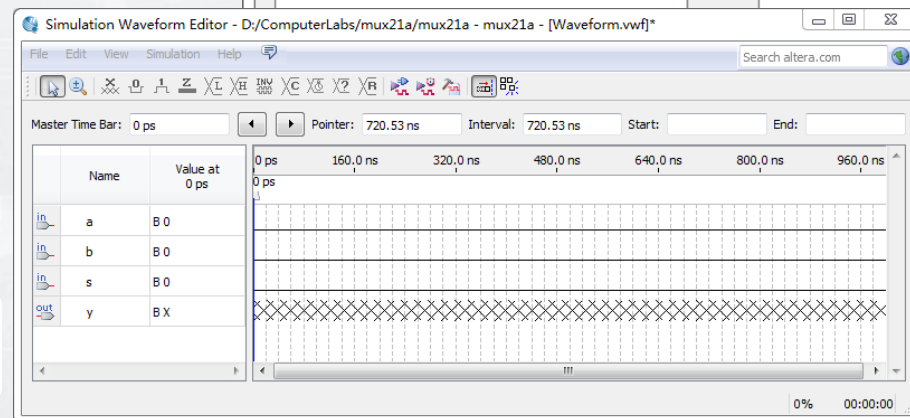 Simulation Waveform Editor - D:/ComputerLabs/mux21a/mux21a - mux21a - [Waveform.vwf]*
File Edit View Simulation Help
Search altera.com
Master Time Bar: 0 ps Pointer: 720.53 ns Interval: 720.53 ns Start: End:
Name Value at 0 ps
0 ps 160.0 ns 320.0 ns 480.0 ns 640.0 ns 800.0 ns 960.0 ns
0 ps
in a B 0
in b B 0
in s B 0
out y B X
0% 00:00:00